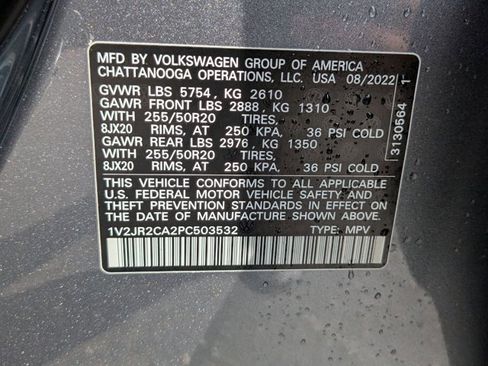 MFD BY VOLKSWAGEN GROUP OF AMERICA
CHATTANOOGA OPERATIONS, LLC. USA 08/2022
GVWR LBS 5754, KG 2610
GAWR FRONT LBS 2888, KG 1310
WITH 255/50R20 TIRES,
8JX20 RIMS, AT 250 KPA, 36 PSI COLD
GAWR REAR LBS 2976, KG 1350
WITH 255/50R20 TIRES,
8JX20 RIMS, AT 250 KPA, 36 PSI COLD
THIS VEHICLE CONFORMS TO ALL APPLICABLE
U.S. FEDERAL MOTOR VEHICLE SAFETY AND
THEFT PREVENTION STANDARDS IN EFFECT ON
THE DATE OF MANUFACTURE SHOWN ABOVE.
1V2JR2CA2PC503532 TYPE: MPV
3130564 1